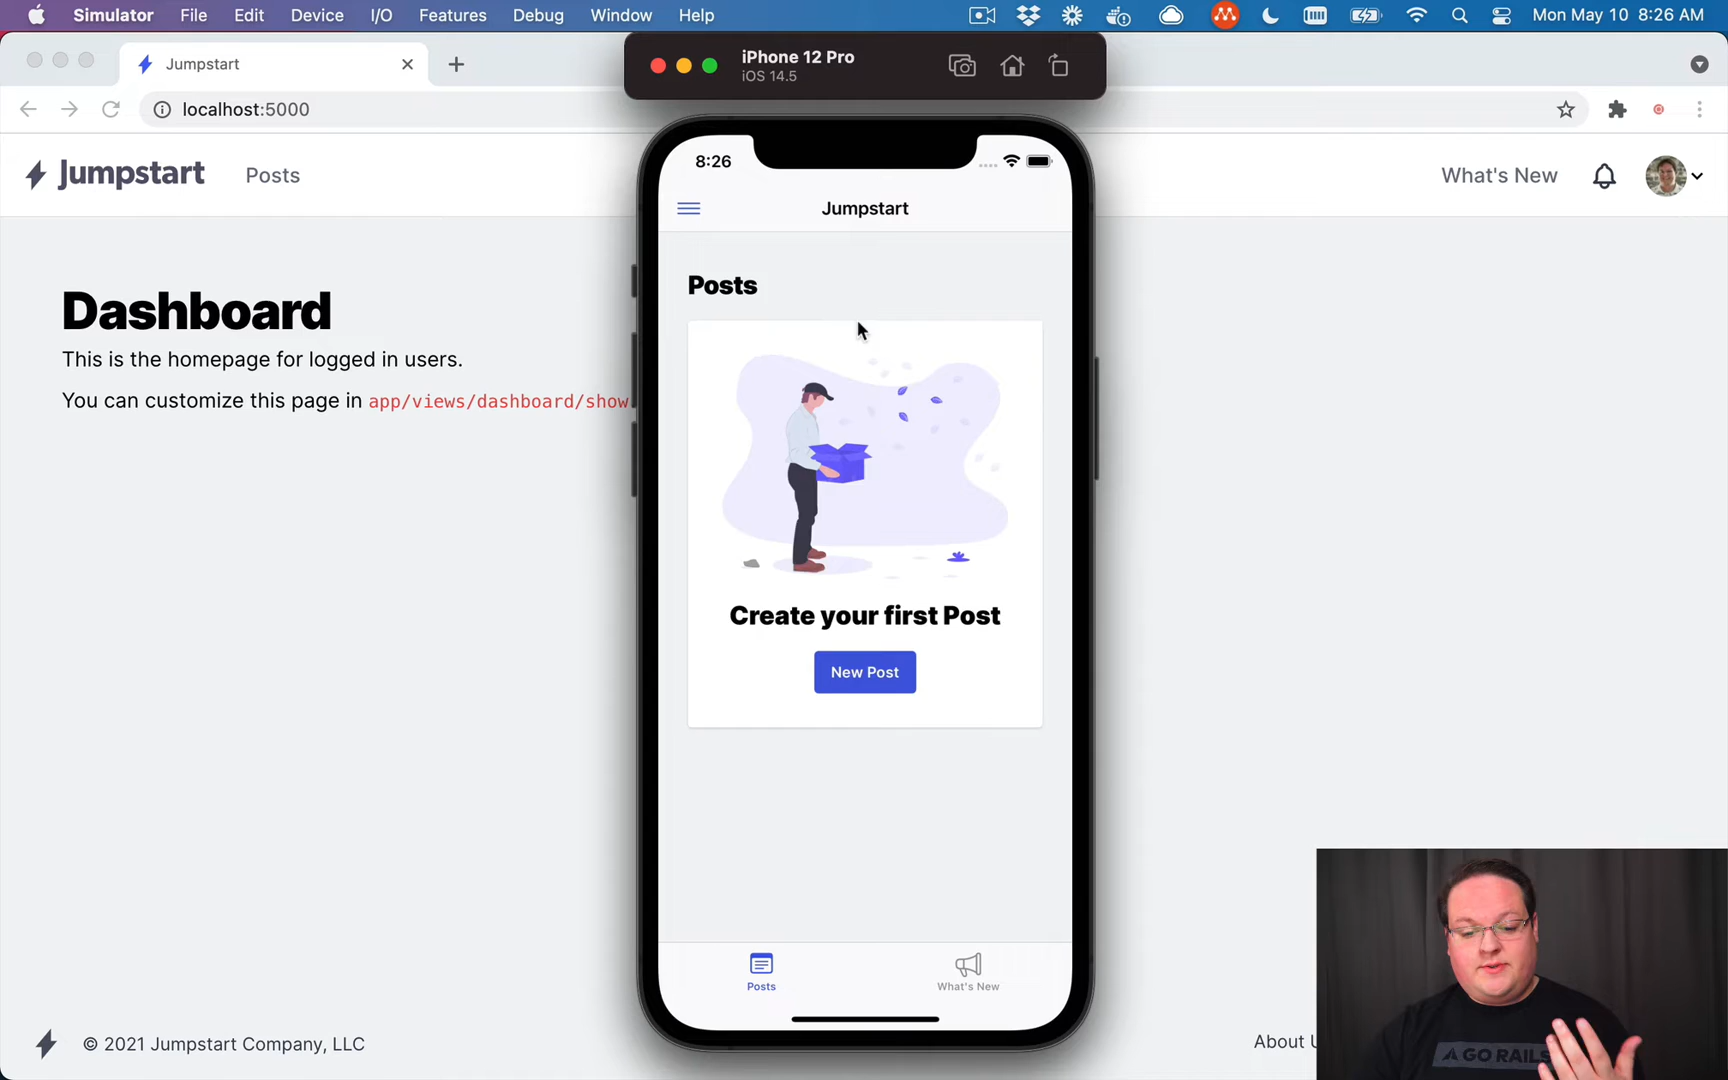 Simulator File Edit Device I/O Features Debug Window Help Mon May 10 8:26 AM
Jumpstart
iPhone 12 Pro
iOS 14.5
localhost:5000
Jumpstart Posts What's New
Dashboard
This is the homepage for logged in users.
You can customize this page in app/views/dashboard/show
8:26
Jumpstart
Posts
Create your first Post
New Post
Posts What's New
© 2021 Jumpstart Company, LLC
About
GO RAILS